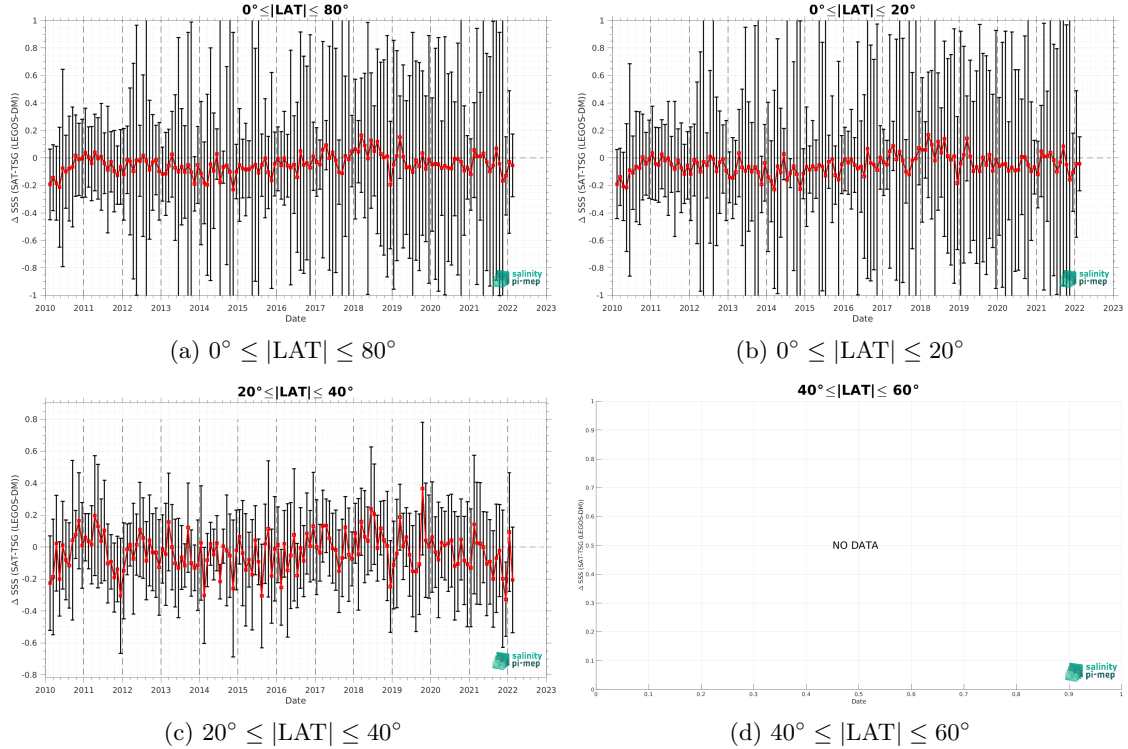 0°≤|LAT|≤ 80°
Δ SSS (SAT-TSG (LEGOS-DM))
1
0.8
0.6
0.4
0.2
0
-0.2
-0.4
-0.6
-0.8
-1
salinity
pi-mep
2010 2011 2012 2013 2014 2015 2016 2017 2018 2019 2020 2021 2022 2023
Date
(a) 0° ≤ |LAT| ≤ 80°
0°≤|LAT|≤ 20°
Δ SSS (SAT-TSG (LEGOS-DM))
1
0.8
0.6
0.4
0.2
0
-0.2
-0.4
-0.6
-0.8
-1
salinity
pi-mep
2010 2011 2012 2013 2014 2015 2016 2017 2018 2019 2020 2021 2022 2023
Date
(b) 0° ≤ |LAT| ≤ 20°
20°≤|LAT|≤ 40°
Δ SSS (SAT-TSG (LEGOS-DM))
0.8
0.6
0.4
0.2
0
-0.2
-0.4
-0.6
-0.8
salinity
pi-mep
2010 2011 2012 2013 2014 2015 2016 2017 2018 2019 2020 2021 2022 2023
Date
(c) 20° ≤ |LAT| ≤ 40°
40°≤|LAT|≤ 60°
Δ SSS (SAT-TSG (LEGOS-DM))
1
0.9
0.8
0.7
0.6
0.5
0.4
0.3
0.2
0.1
0
NO DATA
salinity
pi-mep
0 0.1 0.2 0.3 0.4 0.5 0.6 0.7 0.8 0.9 1
Date
(d) 40° ≤ |LAT| ≤ 60°